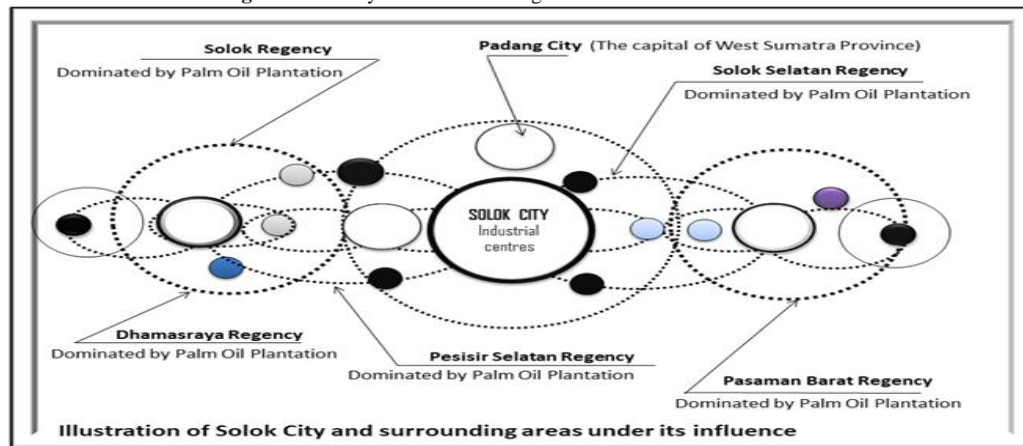 Solok Regency
Dominated by Palm Oil Plantation
Padang City (The capital of West Sumatra Province)
Solok Selatan Regency
Dominated by Palm Oil Plantation
SOLOK CITY
Industrial
centres
Dhamasraya Regency
Dominated by Palm Oil Plantation
Pesisir Selatan Regency
Dominated by Palm Oil Plantation
Pasaman Barat Regency
Dominated by Palm Oil Plantation
Illustration of Solok City and surrounding areas under its influence